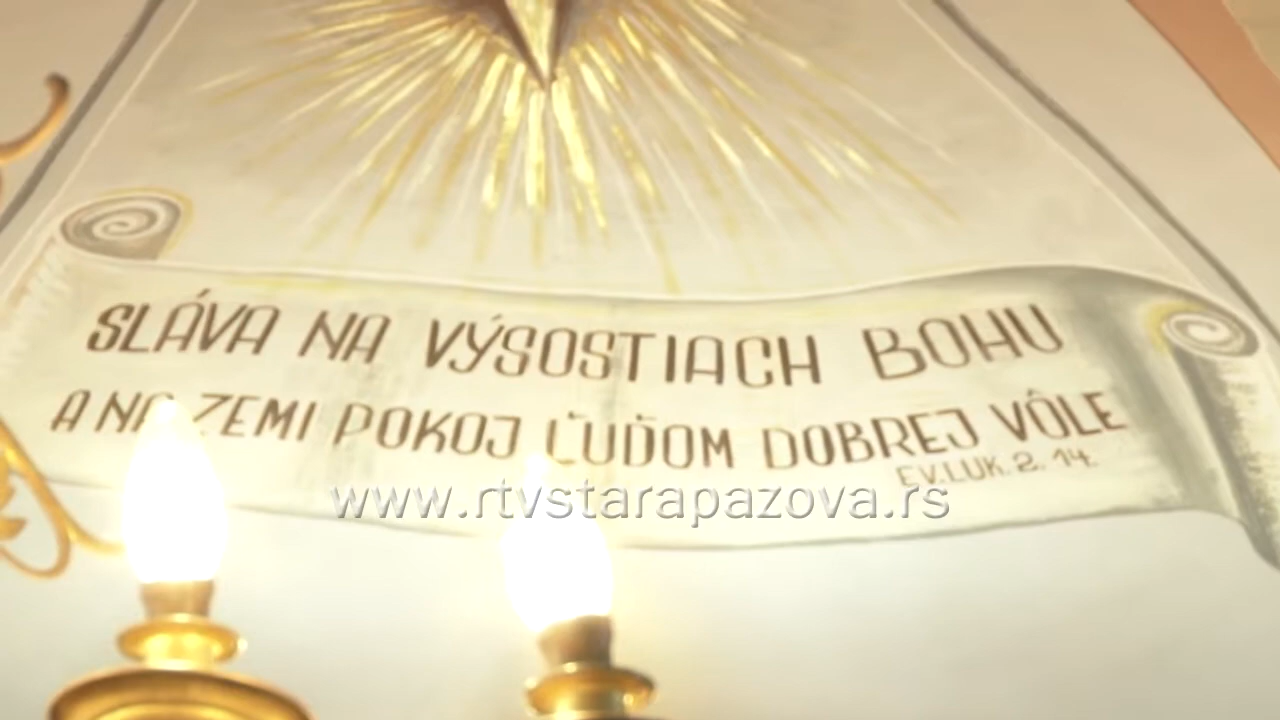 SLÁVA NA VÝSOSTIACH BOHU
A NA ZEMI POKOJ ĽUĎOM DOBREJ VÔLE
EV. LUK. 2. 14.
www.rtvstarapazova.rs